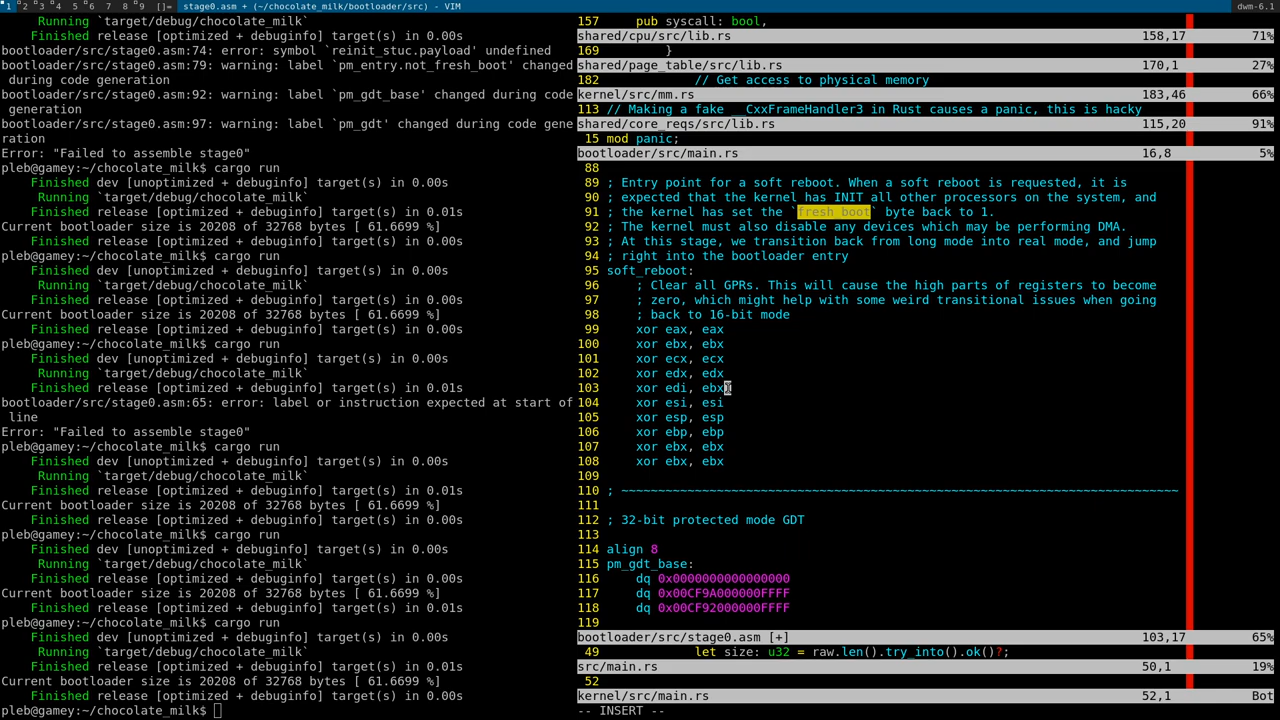 1 2 3 4 5 6 7 8 9 []= stage0.asm + (~/chocolate_milk/bootloader/src) - VIM dwm-6.1
Running `target/debug/chocolate_milk`
Finished release [optimized + debuginfo] target(s) in 0.00s
bootloader/src/stage0.asm:74: error: symbol `reinit_stuc.payload' undefined
bootloader/src/stage0.asm:79: warning: label `pm_entry.not_fresh_boot' changed
during code generation
bootloader/src/stage0.asm:92: warning: label `pm_gdt_base' changed during code
generation
bootloader/src/stage0.asm:97: warning: label `pm_gdt' changed during code gene
ration
Error: "Failed to assemble stage0"
pleb@gamey:~/chocolate_milk$ cargo run
Finished dev [unoptimized + debuginfo] target(s) in 0.00s
Running `target/debug/chocolate_milk`
Finished release [optimized + debuginfo] target(s) in 0.01s
Current bootloader size is 20208 of 32768 bytes [ 61.6699 %]
pleb@gamey:~/chocolate_milk$ cargo run
Finished dev [unoptimized + debuginfo] target(s) in 0.00s
Running `target/debug/chocolate_milk`
Finished release [optimized + debuginfo] target(s) in 0.00s
Current bootloader size is 20208 of 32768 bytes [ 61.6699 %]
pleb@gamey:~/chocolate_milk$ cargo run
Finished dev [unoptimized + debuginfo] target(s) in 0.00s
Running `target/debug/chocolate_milk`
Finished release [optimized + debuginfo] target(s) in 0.01s
bootloader/src/stage0.asm:65: error: label or instruction expected at start of
line
Error: "Failed to assemble stage0"
pleb@gamey:~/chocolate_milk$ cargo run
Finished dev [unoptimized + debuginfo] target(s) in 0.00s
Running `target/debug/chocolate_milk`
Finished release [optimized + debuginfo] target(s) in 0.01s
Current bootloader size is 20208 of 32768 bytes [ 61.6699 %]
Finished release [optimized + debuginfo] target(s) in 0.00s
pleb@gamey:~/chocolate_milk$ cargo run
Finished dev [unoptimized + debuginfo] target(s) in 0.00s
Running `target/debug/chocolate_milk`
Finished release [optimized + debuginfo] target(s) in 0.00s
Current bootloader size is 20208 of 32768 bytes [ 61.6699 %]
Finished release [optimized + debuginfo] target(s) in 0.01s
pleb@gamey:~/chocolate_milk$ cargo run
Finished dev [unoptimized + debuginfo] target(s) in 0.00s
Running `target/debug/chocolate_milk`
Finished release [optimized + debuginfo] target(s) in 0.01s
Current bootloader size is 20208 of 32768 bytes [ 61.6699 %]
Finished release [optimized + debuginfo] target(s) in 0.00s
pleb@gamey:~/chocolate_milk$
157 pub syscall: bool,
shared/cpu/src/lib.rs 158,17 71%
169 }
shared/page_table/src/lib.rs 170,1 27%
182 // Get access to physical memory
kernel/src/mm.rs 183,46 66%
113 // Making a fake __CxxFrameHandler3 in Rust causes a panic, this is hacky
shared/core_reqs/src/lib.rs 115,20 91%
15 mod panic;
bootloader/src/main.rs 16,8 5%
88
89 ; Entry point for a soft reboot. When a soft reboot is requested, it is
90 ; expected that the kernel has INIT all other processors on the system, and
91 ; the kernel has set the `fresh_boot` byte back to 1.
92 ; The kernel must also disable any devices which may be performing DMA.
93 ; At this stage, we transition back from long mode into real mode, and jump
94 ; right into the bootloader entry
95 soft_reboot:
96 ; Clear all GPRs. This will cause the high parts of registers to become
97 ; zero, which might help with some weird transitional issues when going
98 ; back to 16-bit mode
99 xor eax, eax
100 xor ebx, ebx
101 xor ecx, ecx
102 xor edx, edx
103 xor edi, ebx
104 xor esi, esi
105 xor esp, esp
106 xor ebp, ebp
107 xor ebx, ebx
108 xor ebx, ebx
109
110 ; ~~~~~~~~~~~~~~~~~~~~~~~~~~~~~~~~~~~~~~~~~~~~~~~~~~~~~~~~~~~~~~~~~~~~~~~~~~~~
111
112 ; 32-bit protected mode GDT
113
114 align 8
115 pm_gdt_base:
116 dq 0x0000000000000000
117 dq 0x00CF9A000000FFFF
118 dq 0x00CF92000000FFFF
119
bootloader/src/stage0.asm [+] 103,17 65%
49 let size: u32 = raw.len().try_into().ok()?;
src/main.rs 50,1 19%
52
kernel/src/main.rs 52,1 Bot
-- INSERT --